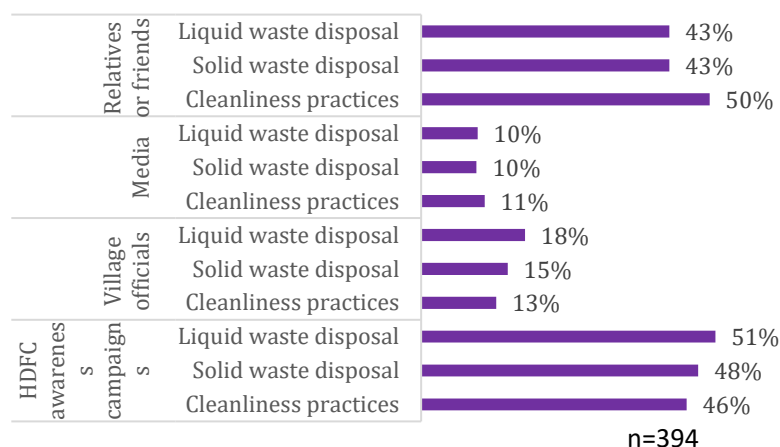 Relatives
or friends
Liquid waste disposal 43%
Solid waste disposal 43%
Cleanliness practices 50%
Media
Liquid waste disposal 10%
Solid waste disposal 10%
Cleanliness practices 11%
Village
officials
Liquid waste disposal 18%
Solid waste disposal 15%
Cleanliness practices 13%
HDFC
awarenes
s
campaign
s
Liquid waste disposal 51%
Solid waste disposal 48%
Cleanliness practices 46%
n=394